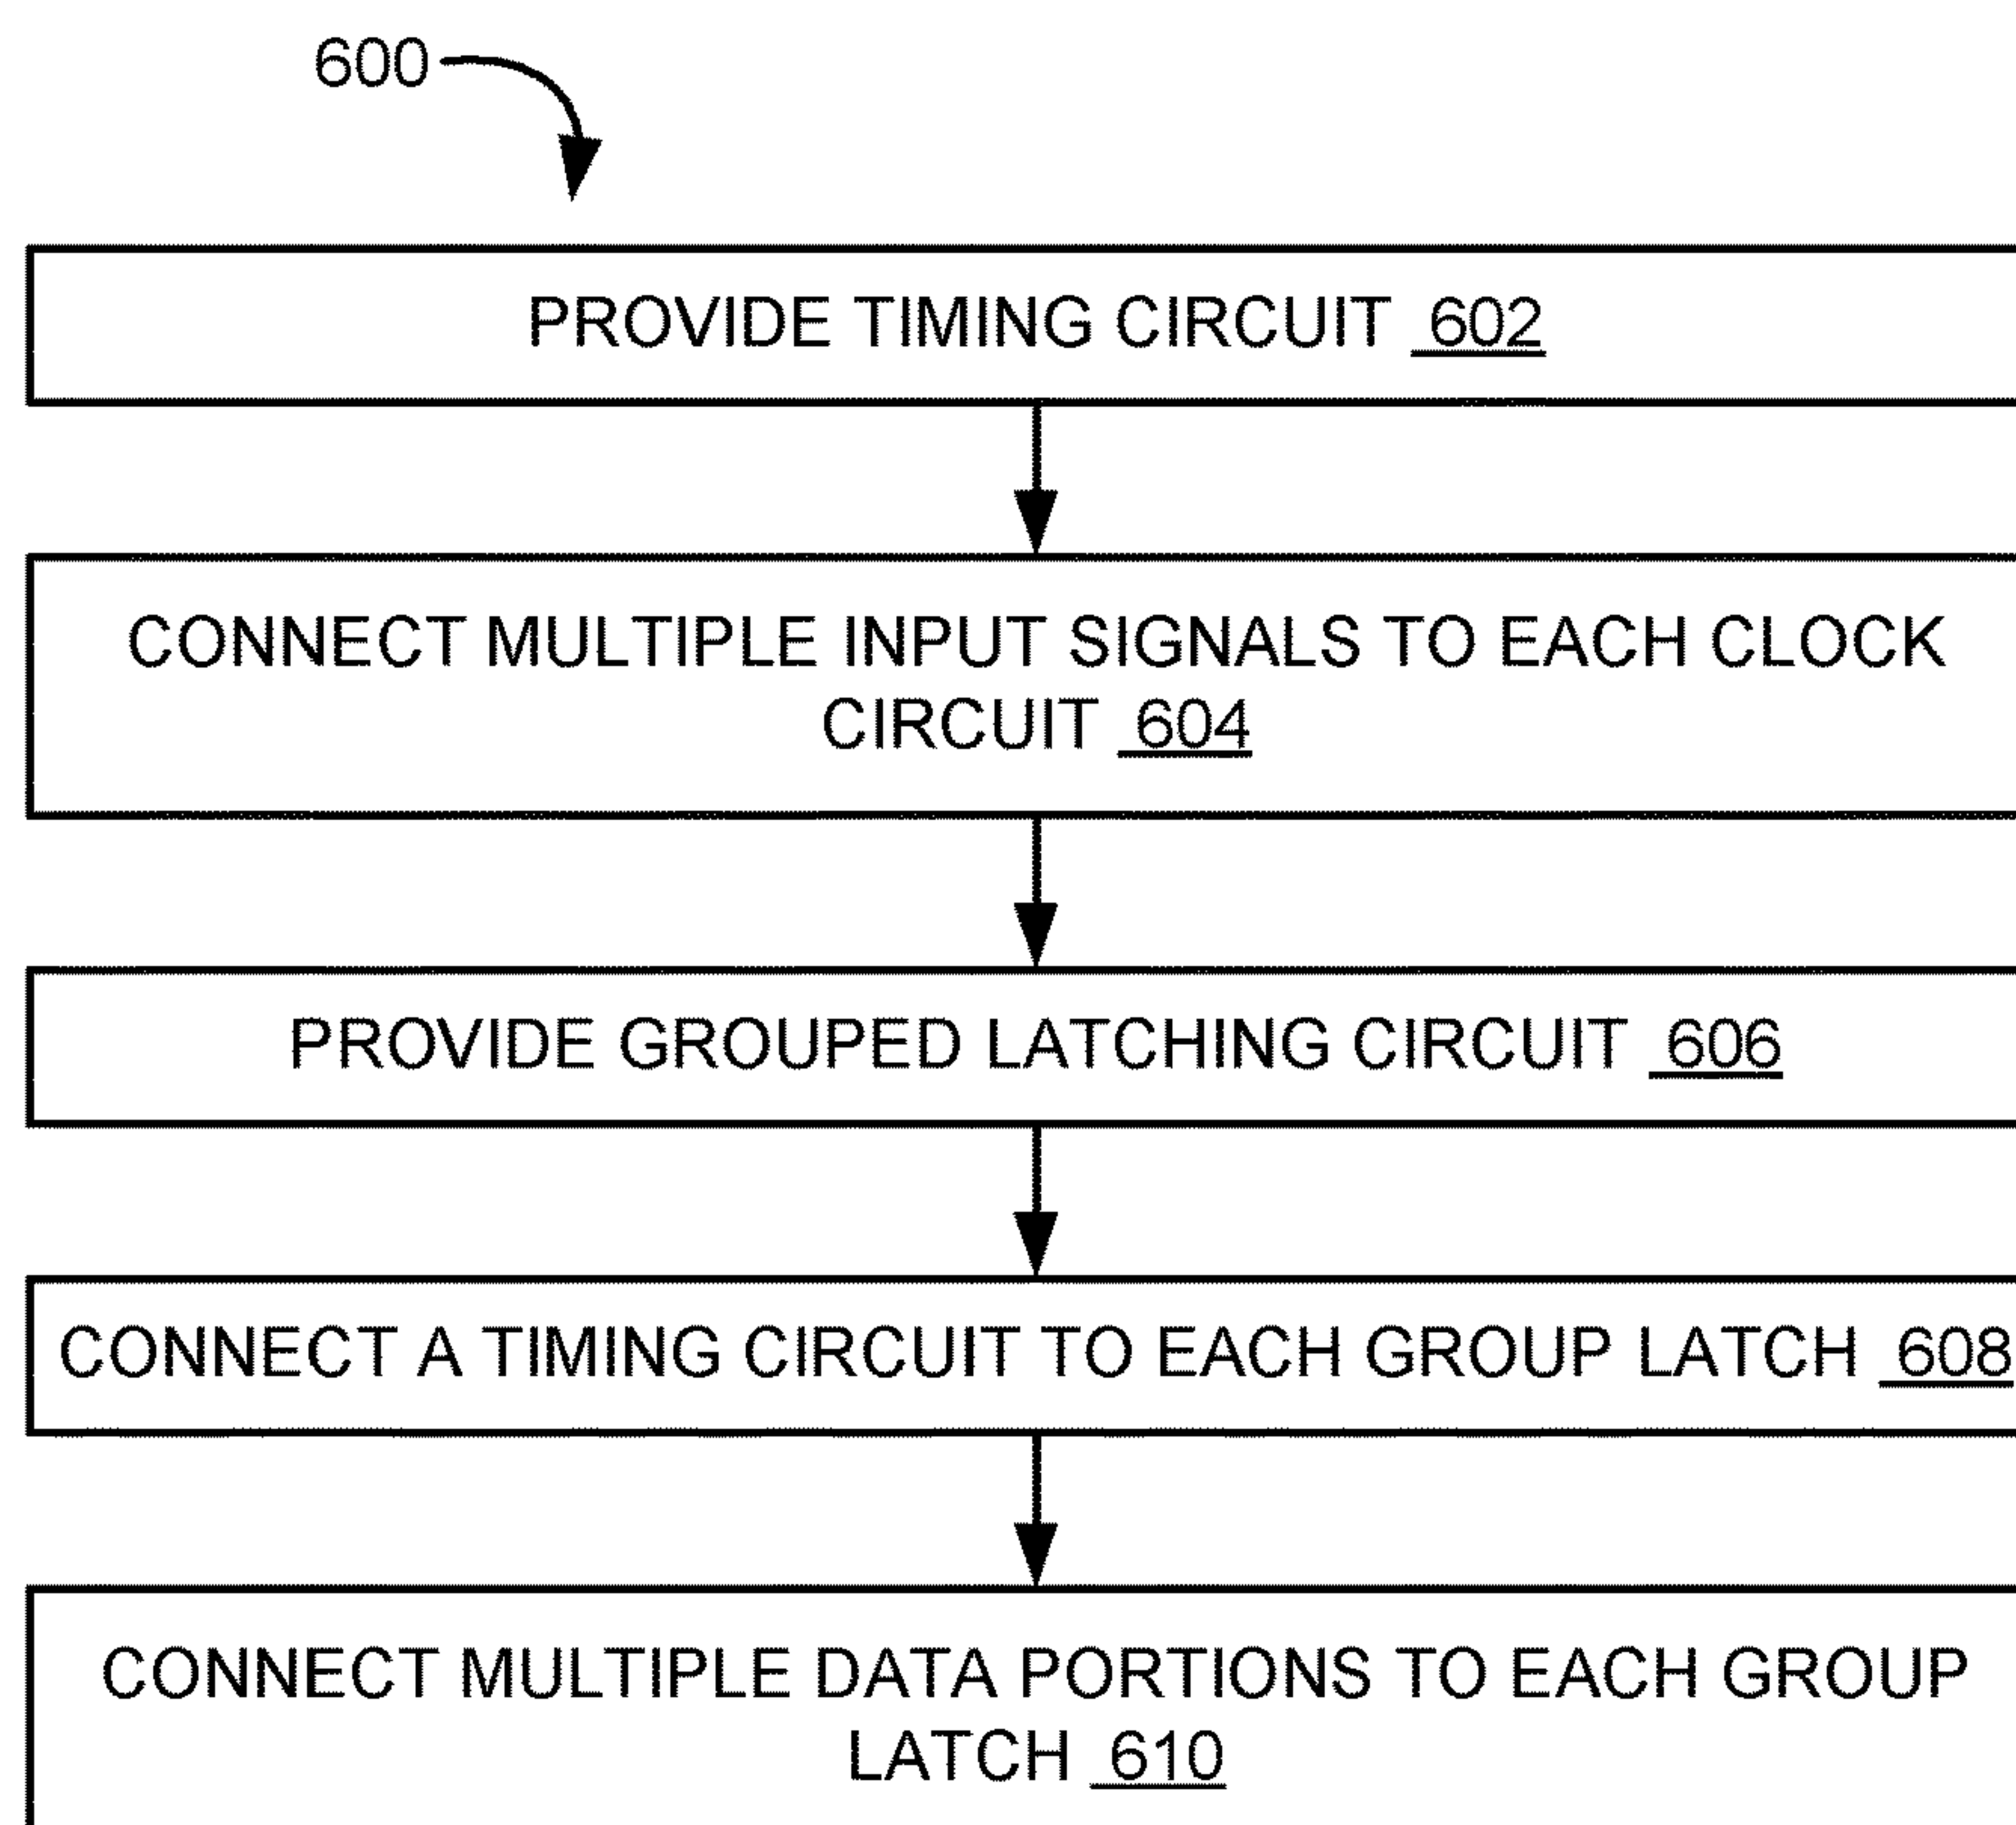 600
PROVIDE TIMING CIRCUIT 602
CONNECT MULTIPLE INPUT SIGNALS TO EACH CLOCK
CIRCUIT 604
PROVIDE GROUPED LATCHING CIRCUIT 606
CONNECT A TIMING CIRCUIT TO EACH GROUP LATCH 608
CONNECT MULTIPLE DATA PORTIONS TO EACH GROUP
LATCH 610